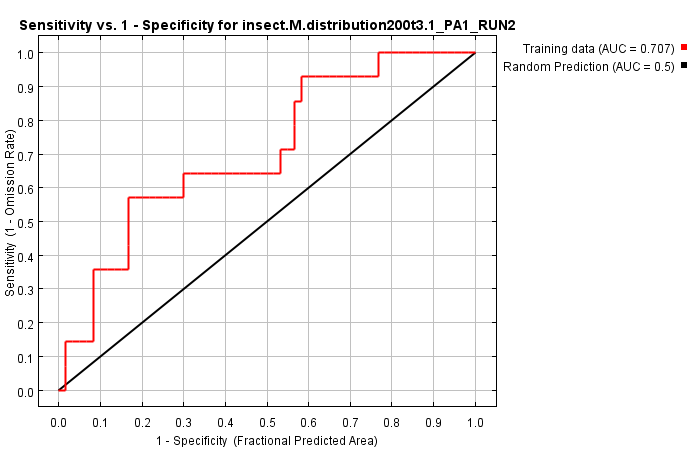 Sensitivity vs. 1 - Specificity for insect.M.distribution200t3.1_PA1_RUN2
Training data (AUC = 0.707)
Random Prediction (AUC = 0.5)
Sensitivity (1 - Omission Rate)
1.0
0.9
0.8
0.7
0.6
0.5
0.4
0.3
0.2
0.1
0.0
0.0 0.1 0.2 0.3 0.4 0.5 0.6 0.7 0.8 0.9 1.0
1 - Specificity (Fractional Predicted Area)